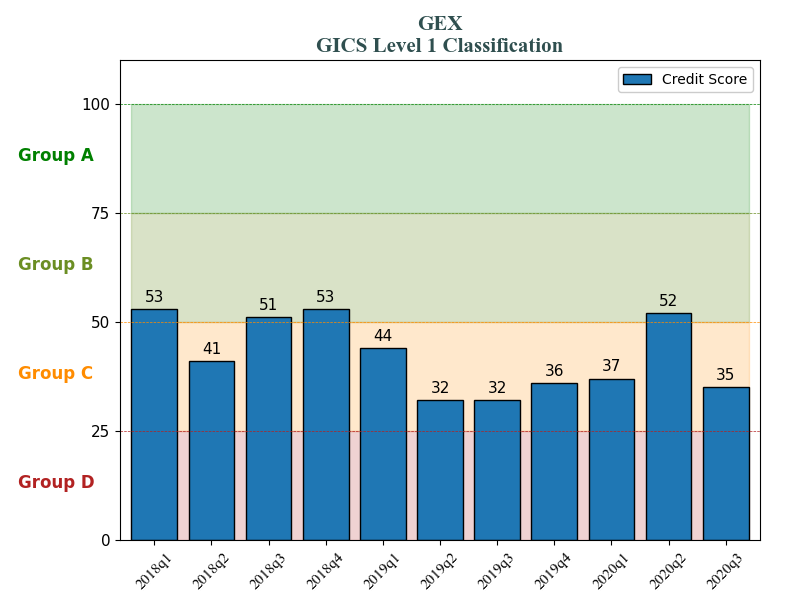 GEX
GICS Level 1 Classification
Credit Score
100
Group A
75
Group B
53
41
51
53
44
32
32
36
37
52
35
50
Group C
25
Group D
0
2018q1
2018q2
2018q3
2018q4
2019q1
2019q2
2019q3
2019q4
2020q1
2020q2
2020q3